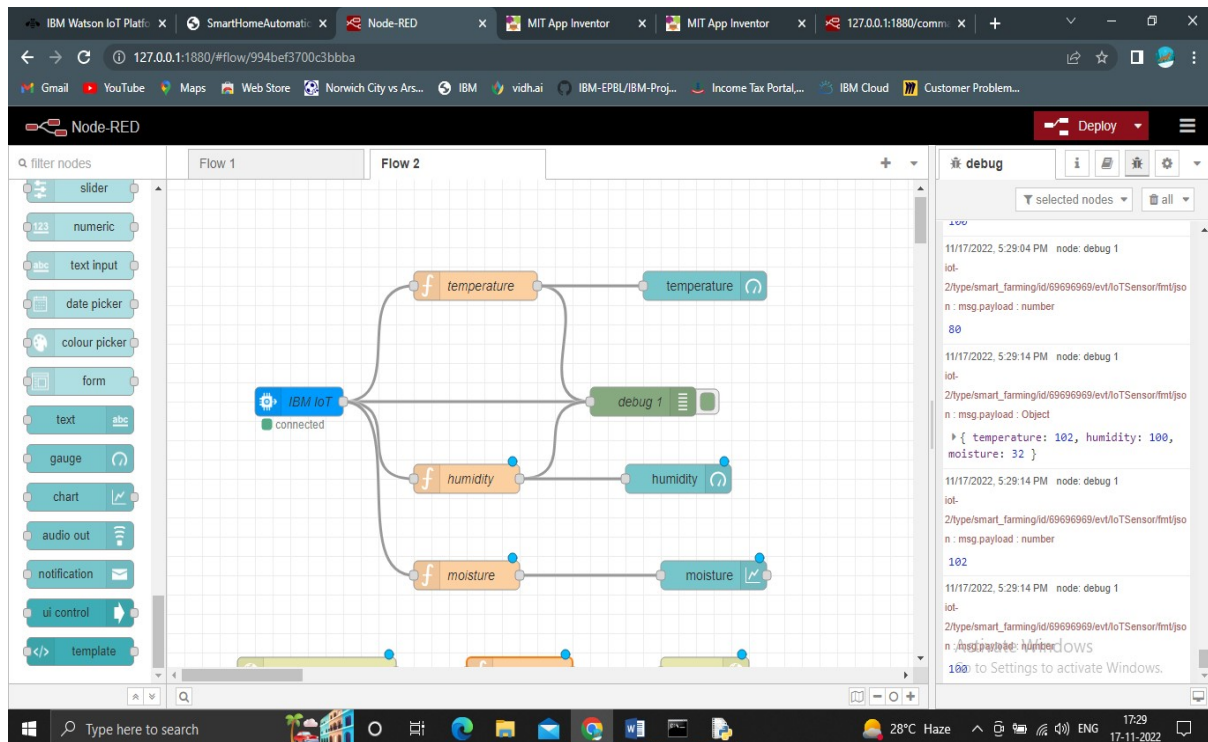 IBM Watson IoT Platfo
SmartHomeAutomatic
Node-RED
MIT App Inventor
MIT App Inventor
127.0.0.1:1880/comm
127.0.0.1:1880/#flow/994bef3700c3bbba
Gmail
YouTube
Maps
Web Store
Norwich City vs Ars...
IBM
vidh.ai
IBM-EPBL/IBM-Proj...
Income Tax Portal,...
IBM Cloud
Customer Problem...
Node-RED
Deploy
filter nodes
Flow 1
Flow 2
debug
i
selected nodes
all
slider
123
numeric
abc
text input
date picker
colour picker
form
text
abc
gauge
chart
audio out
notification
ui control
</>
template
temperature
temperature
IBM IoT
connected
debug 1
humidity
humidity
moisture
moisture
100
11/17/2022, 5:29:04 PM node: debug 1
iot-
2/type/smart_farming/id/69696969/evt/IoTSensor/fmt/jso
n : msg.payload : number
80
11/17/2022, 5:29:14 PM node: debug 1
iot-
2/type/smart_farming/id/69696969/evt/IoTSensor/fmt/jso
n : msg.payload : Object
{ temperature: 102, humidity: 100,
moisture: 32 }
11/17/2022, 5:29:14 PM node: debug 1
iot-
2/type/smart_farming/id/69696969/evt/IoTSensor/fmt/jso
n : msg.payload : number
102
11/17/2022, 5:29:14 PM node: debug 1
iot-
2/type/smart_farming/id/69696969/evt/IoTSensor/fmt/jso
n : msg.payload : number
100
Activate Windows
Go to Settings to activate Windows.
Type here to search
28°C Haze
ENG
17:29
17-11-2022